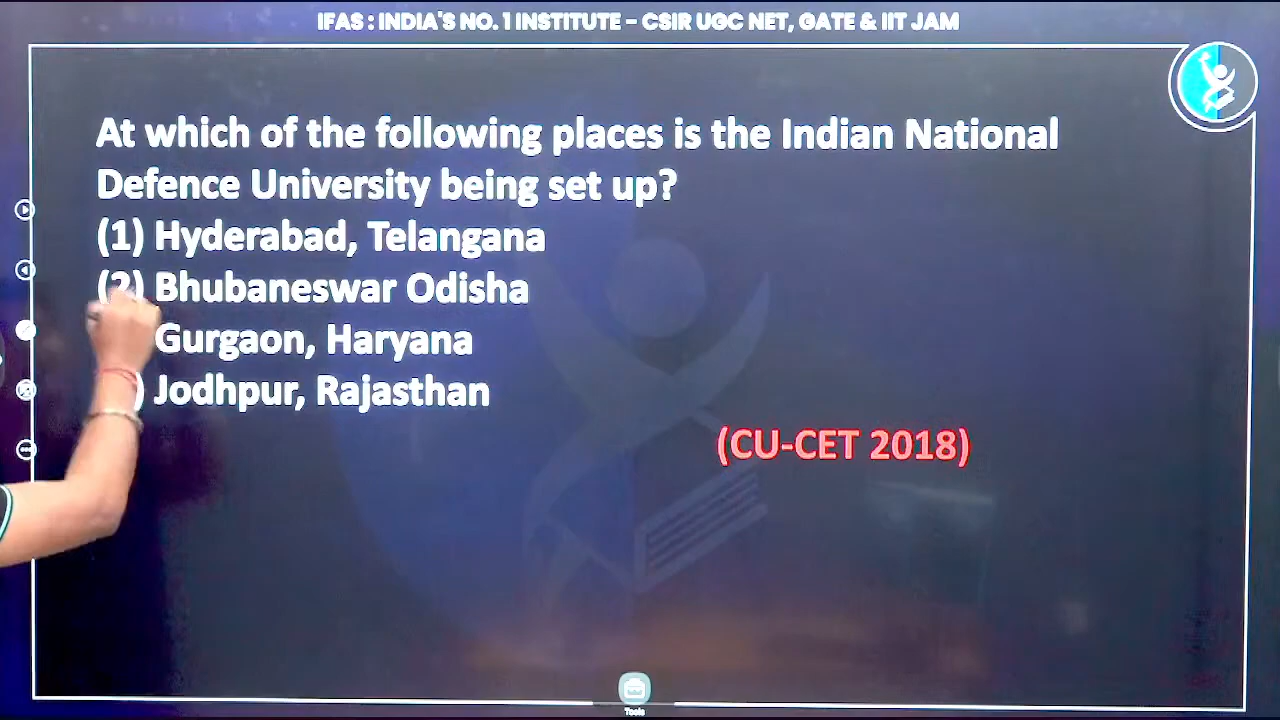 IFAS : INDIA'S NO. 1 INSTITUTE – CSIR UGC NET, GATE & IIT JAM
At which of the following places is the Indian National
Defence University being set up?
(1) Hyderabad, Telangana
(2) Bhubaneswar Odisha
Gurgaon, Haryana
) Jodhpur, Rajasthan
(CU-CET 2018)
Tools